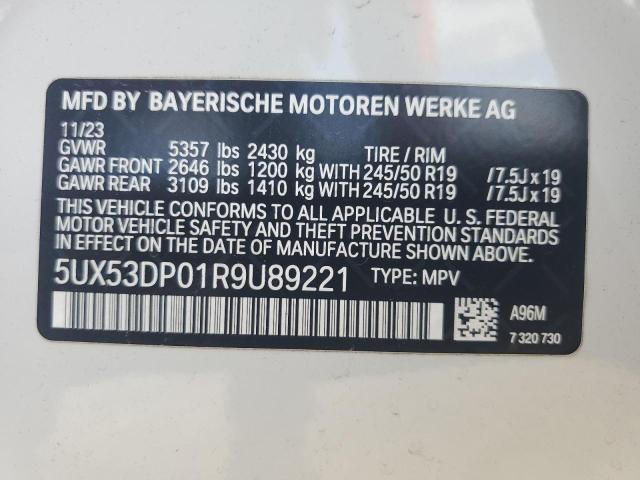 MFD BY BAYERISCHE MOTOREN WERKE AG
11/23
GVWR 5357 lbs 2430 kg TIRE / RIM
GAWR FRONT 2646 lbs 1200 kg WITH 245/50 R19 /7.5J x 19
GAWR REAR 3109 lbs 1410 kg WITH 245/50 R19 /7.5J x 19
THIS VEHICLE CONFORMS TO ALL APPLICABLE U. S. FEDERAL
MOTOR VEHICLE SAFETY AND THEFT PREVENTION STANDARDS
IN EFFECT ON THE DATE OF MANUFACTURE SHOWN ABOVE.
5UX53DP01R9U89221 TYPE: MPV
A96M
7 320 730